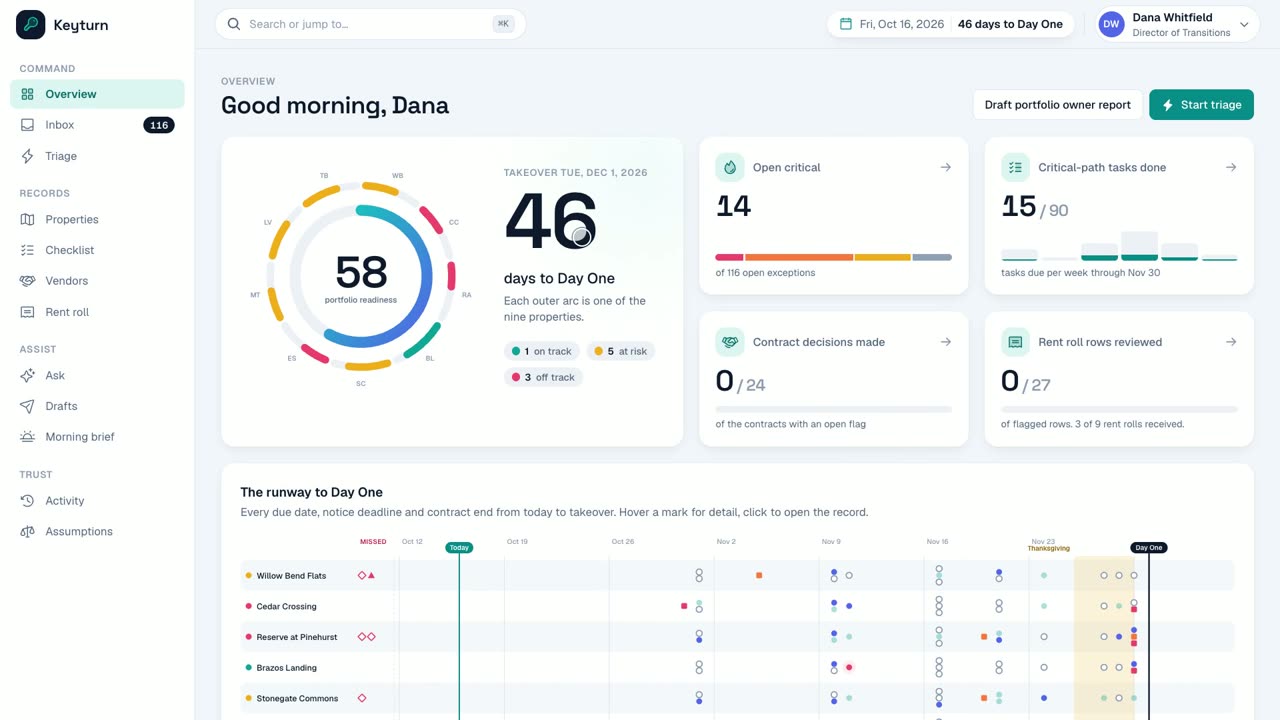 Keyturn
Search or jump to...
⌘K
Fri, Oct 16, 2026
46 days to Day One
DW
Dana Whitfield
Director of Transitions
COMMAND
Overview
Inbox
116
Triage
RECORDS
Properties
Checklist
Vendors
Rent roll
ASSIST
Ask
Drafts
Morning brief
TRUST
Activity
Assumptions
OVERVIEW
Good morning, Dana
Draft portfolio owner report
Start triage
TB
WB
LV
CC
MT
RA
ES
BL
SC
58
portfolio readiness
TAKEOVER TUE, DEC 1, 2026
46
days to Day One
Each outer arc is one of the
nine properties.
1 on track
5 at risk
3 off track
Open critical
14
of 116 open exceptions
Critical-path tasks done
15 / 90
tasks due per week through Nov 30
Contract decisions made
0 / 24
of the contracts with an open flag
Rent roll rows reviewed
0 / 27
of flagged rows. 3 of 9 rent rolls received.
The runway to Day One
Every due date, notice deadline and contract end from today to takeover. Hover a mark for detail, click to open the record.
MISSED
Oct 12
Today
Oct 19
Oct 26
Nov 2
Nov 9
Nov 16
Nov 23
Thanksgiving
Day One
Willow Bend Flats
Cedar Crossing
Reserve at Pinehurst
Brazos Landing
Stonegate Commons